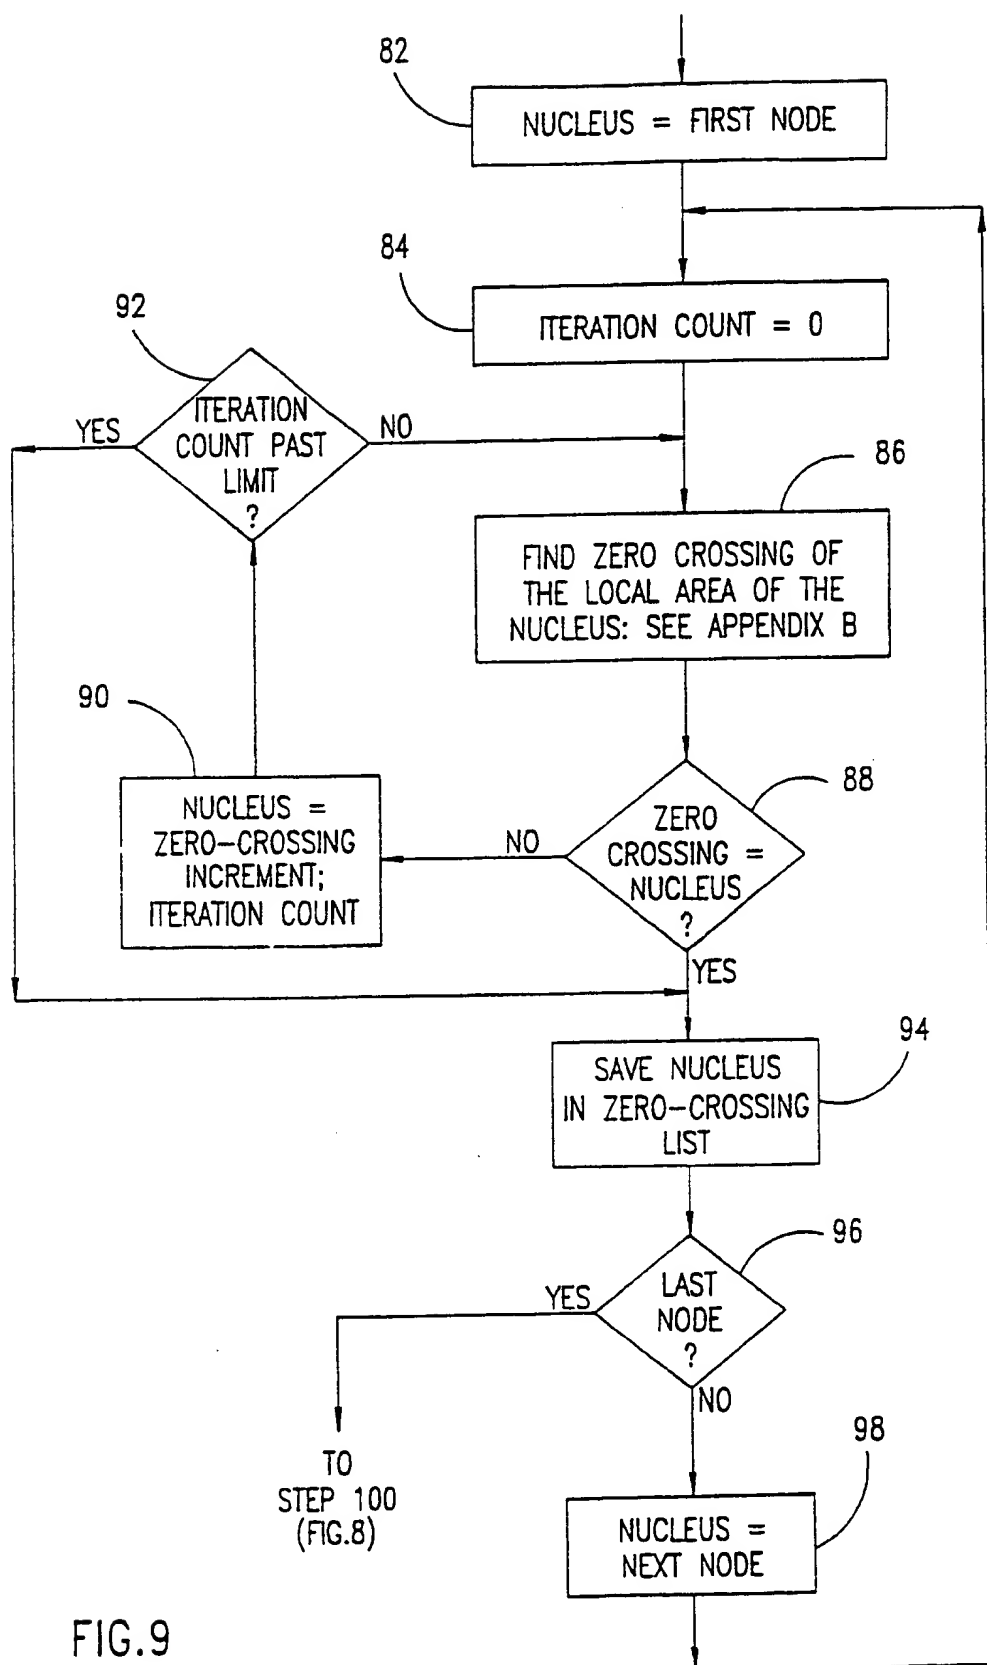 82
NUCLEUS = FIRST NODE
84
ITERATION COUNT = 0
92
ITERATION
COUNT PAST
LIMIT
?
YES
NO
86
FIND ZERO CROSSING OF
THE LOCAL AREA OF THE
NUCLEUS: SEE APPENDIX B
90
NUCLEUS =
ZERO-CROSSING
INCREMENT;
ITERATION COUNT
88
ZERO
CROSSING =
NUCLEUS
?
NO
YES
94
SAVE NUCLEUS
IN ZERO-CROSSING
LIST
96
LAST
NODE
?
YES
NO
TO
STEP 100
(FIG.8)
98
NUCLEUS =
NEXT NODE
FIG.9